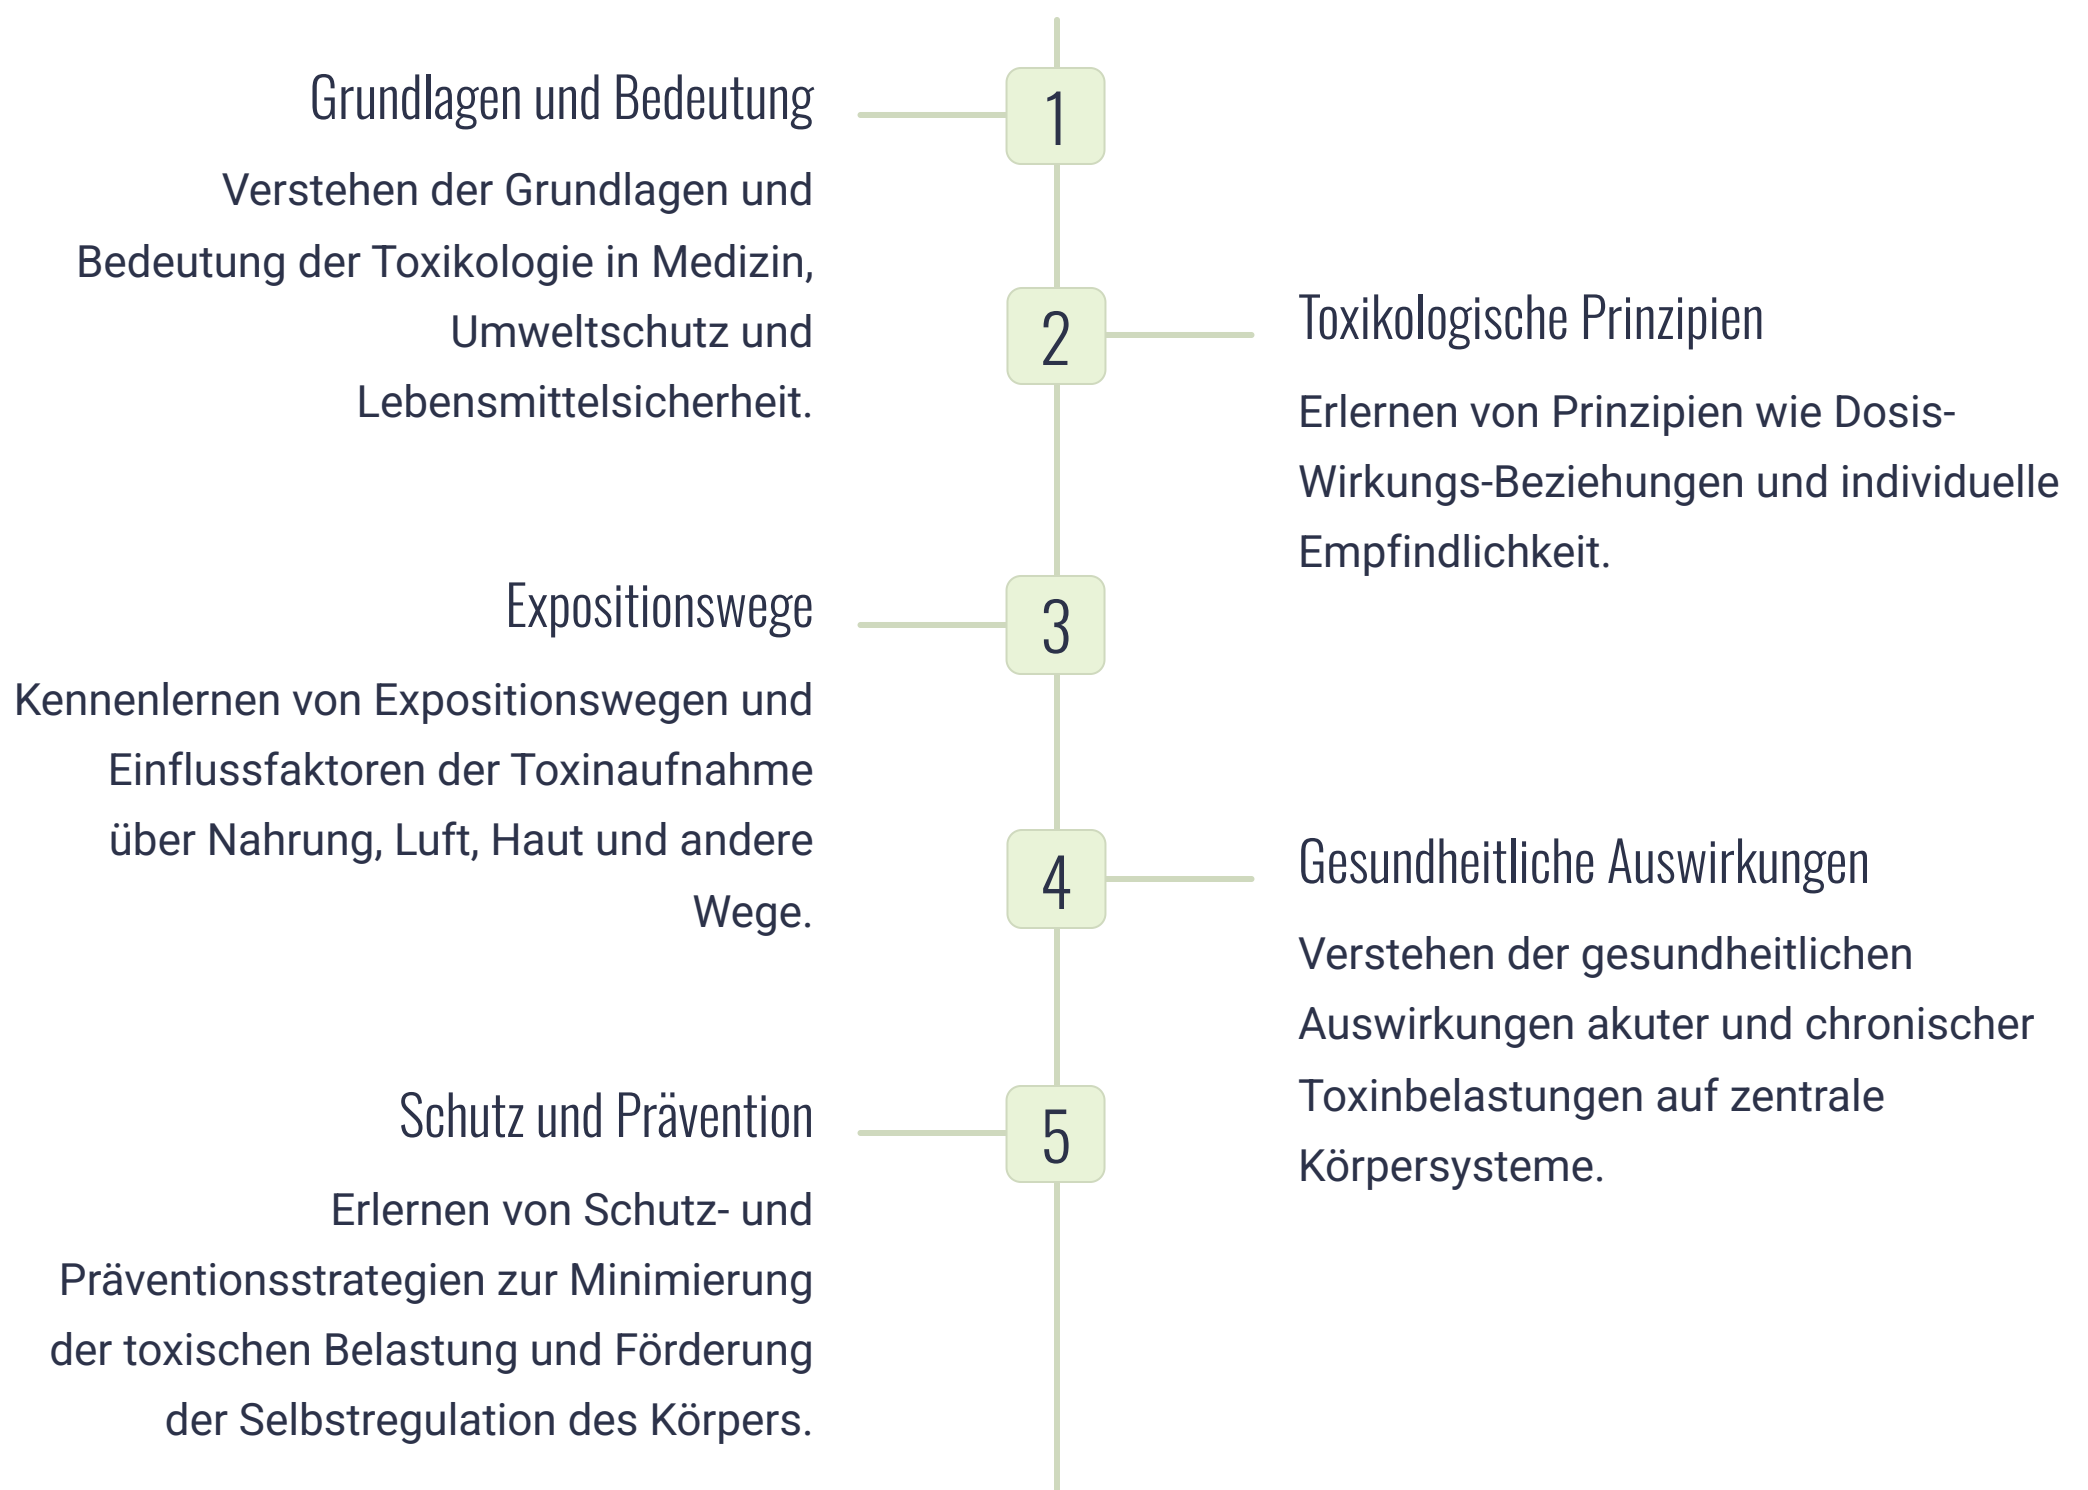 1
Grundlagen und Bedeutung
Verstehen der Grundlagen und
Bedeutung der Toxikologie in Medizin,
Umweltschutz und
Lebensmittelsicherheit.
2
Toxikologische Prinzipien
Erlernen von Prinzipien wie Dosis-
Wirkungs-Beziehungen und individuelle
Empfindlichkeit.
3
Expositionswege
Kennenlernen von Expositionswegen und
Einflussfaktoren der Toxinaufnahme
über Nahrung, Luft, Haut und andere
Wege.
4
Gesundheitliche Auswirkungen
Verstehen der gesundheitlichen
Auswirkungen akuter und chronischer
Toxinbelastungen auf zentrale
Körpersysteme.
5
Schutz und Prävention
Erlernen von Schutz- und
Präventionsstrategien zur Minimierung
der toxischen Belastung und Förderung
der Selbstregulation des Körpers.